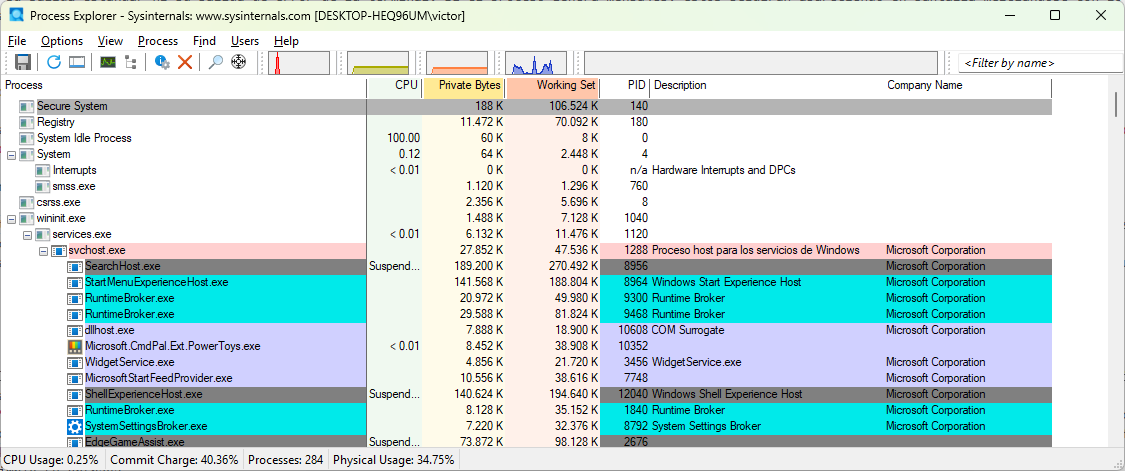 Process Explorer - Sysinternals: www.sysinternals.com [DESKTOP-HEQ96UM\victor]
File Options View Process Find Users Help
<Filter by name>
Process CPU Private Bytes Working Set PID Description Company Name
Secure System 188 K 106.524 K 140
Registry 11.472 K 70.092 K 180
System Idle Process 100.00 60 K 8 K 0
System 0.12 64 K 2.448 K 4
Interrupts < 0.01 0 K 0 K n/a Hardware Interrupts and DPCs
smss.exe 1.120 K 1.296 K 760
csrss.exe 2.356 K 5.696 K 8
wininit.exe 1.488 K 7.128 K 1040
services.exe < 0.01 6.132 K 11.476 K 1120
svchost.exe 27.852 K 47.536 K 1288 Proceso host para los servicios de Windows Microsoft Corporation
SearchHost.exe Suspend... 189.200 K 270.492 K 8956 Microsoft Corporation
StartMenuExperienceHost.exe 141.568 K 188.804 K 8964 Windows Start Experience Host Microsoft Corporation
RuntimeBroker.exe 20.972 K 49.980 K 9300 Runtime Broker Microsoft Corporation
RuntimeBroker.exe 29.588 K 81.824 K 9468 Runtime Broker Microsoft Corporation
dllhost.exe 7.888 K 18.900 K 10608 COM Surrogate Microsoft Corporation
Microsoft.CmdPal.Ext.PowerToys.exe < 0.01 8.452 K 38.908 K 10352
WidgetService.exe 4.856 K 21.720 K 3456 WidgetService.exe Microsoft Corporation
MicrosoftStartFeedProvider.exe 10.556 K 38.616 K 7748
ShellExperienceHost.exe Suspend... 140.624 K 194.640 K 12040 Windows Shell Experience Host Microsoft Corporation
RuntimeBroker.exe 8.128 K 35.152 K 1840 Runtime Broker Microsoft Corporation
SystemSettingsBroker.exe 7.220 K 32.376 K 8792 System Settings Broker Microsoft Corporation
EdgeGameAssist.exe Suspend... 73.872 K 98.128 K 2676
CPU Usage: 0.25% Commit Charge: 40.36% Processes: 284 Physical Usage: 34.75%